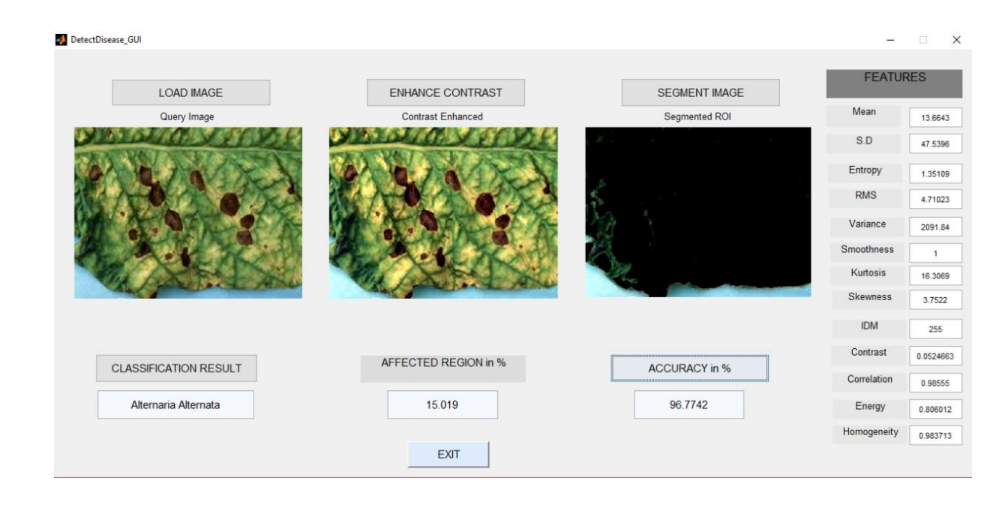 DetectDisease_GUI
LOAD IMAGE
Query Image
ENHANCE CONTRAST
Contrast Enhanced
SEGMENT IMAGE
Segmented ROI
CLASSIFICATION RESULT
Alternaria Alternata
AFFECTED REGION in %
15.019
ACCURACY in %
96.7742
EXIT
FEATURES
Mean 13.6643
S.D 47.5396
Entropy 1.35109
RMS 4.71023
Variance 2091.84
Smoothness 1
Kurtosis 16.3069
Skewness 3.7522
IDM 255
Contrast 0.0524663
Correlation 0.98555
Energy 0.806012
Homogeneity 0.983713